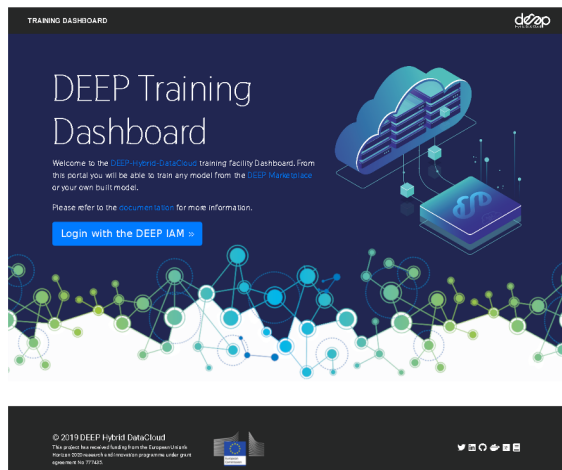 TRAINING DASHBOARD
deep
DEEP Training
Dashboard
Welcome to the DEEP-Hybrid-DataCloud training facility Dashboard. From
this portal you will be able to train any model from the DEEP Marketplace
or your own built model.
Please refer to the documentation for more information.
Login with the DEEP IAM »
© 2019 DEEP Hybrid DataCloud
This project has received funding from the European Union's
Horizon 2020 research and innovation programme under grant
agreement No 777435.